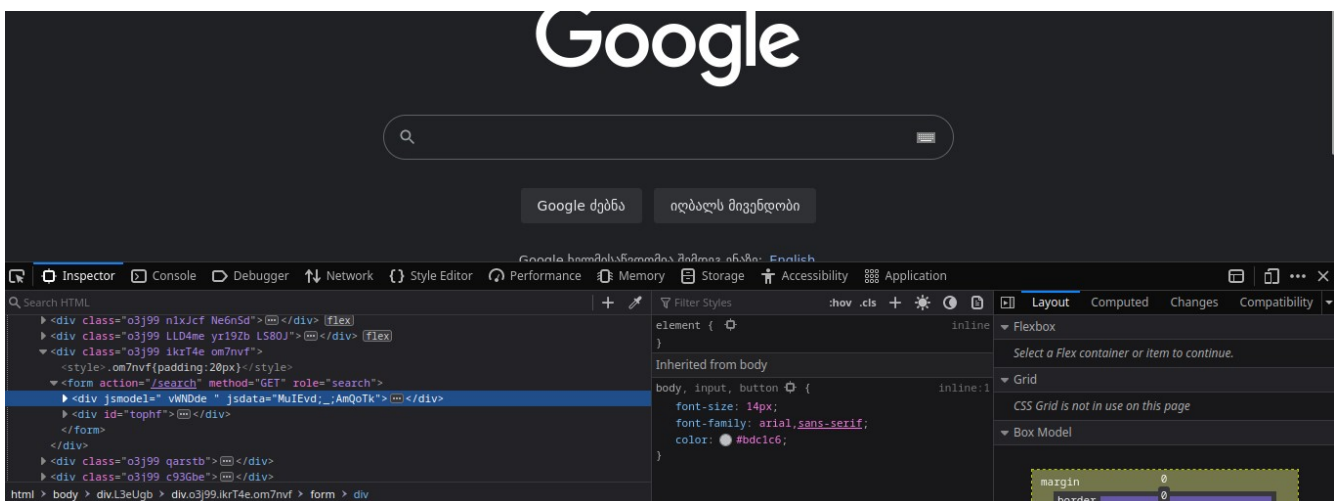 Google
Google ძებნა
იღბალს მივენდობი
English
Inspector
Console
Debugger
Network
Style Editor
Performance
Memory
Storage
Accessibility
Application
Search HTML
<div class="o3j99 n1xJcf Ne6nSd"></div> flex
<div class="o3j99 LLD4me yr19Zb LS8OJ"></div> flex
<div class="o3j99 ikrT4e om7nvf">
<style>.om7nvf{padding:20px}</style>
<form action="/search" method="GET" role="search">
<div jsmodel=" vWNDde " jsdata="MuIEvd;_;AmQoTk"></div>
<div id="tophf"></div>
</form>
</div>
<div class="o3j99 qarstb"></div>
<div class="o3j99 c93Gbe"></div>
html > body > div.L3eUgb > div.o3j99.ikrT4e.om7nvf > form > div
Filter Styles
:hov .cls
element { inline
}
Inherited from body
body, input, button { inline:1
font-size: 14px;
font-family: arial,sans-serif;
color: #bdc1c6;
}
Layout
Computed
Changes
Compatibility
Flexbox
Select a Flex container or item to continue.
Grid
CSS Grid is not in use on this page
Box Model
margin 0
border 0